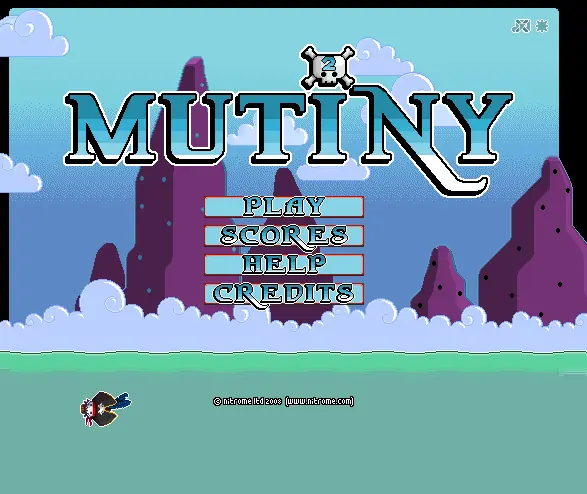 2
MUTINY
PLAY
SCORES
HELP
CREDITS
© nitrome ltd 2008 (www.nitrome.com)